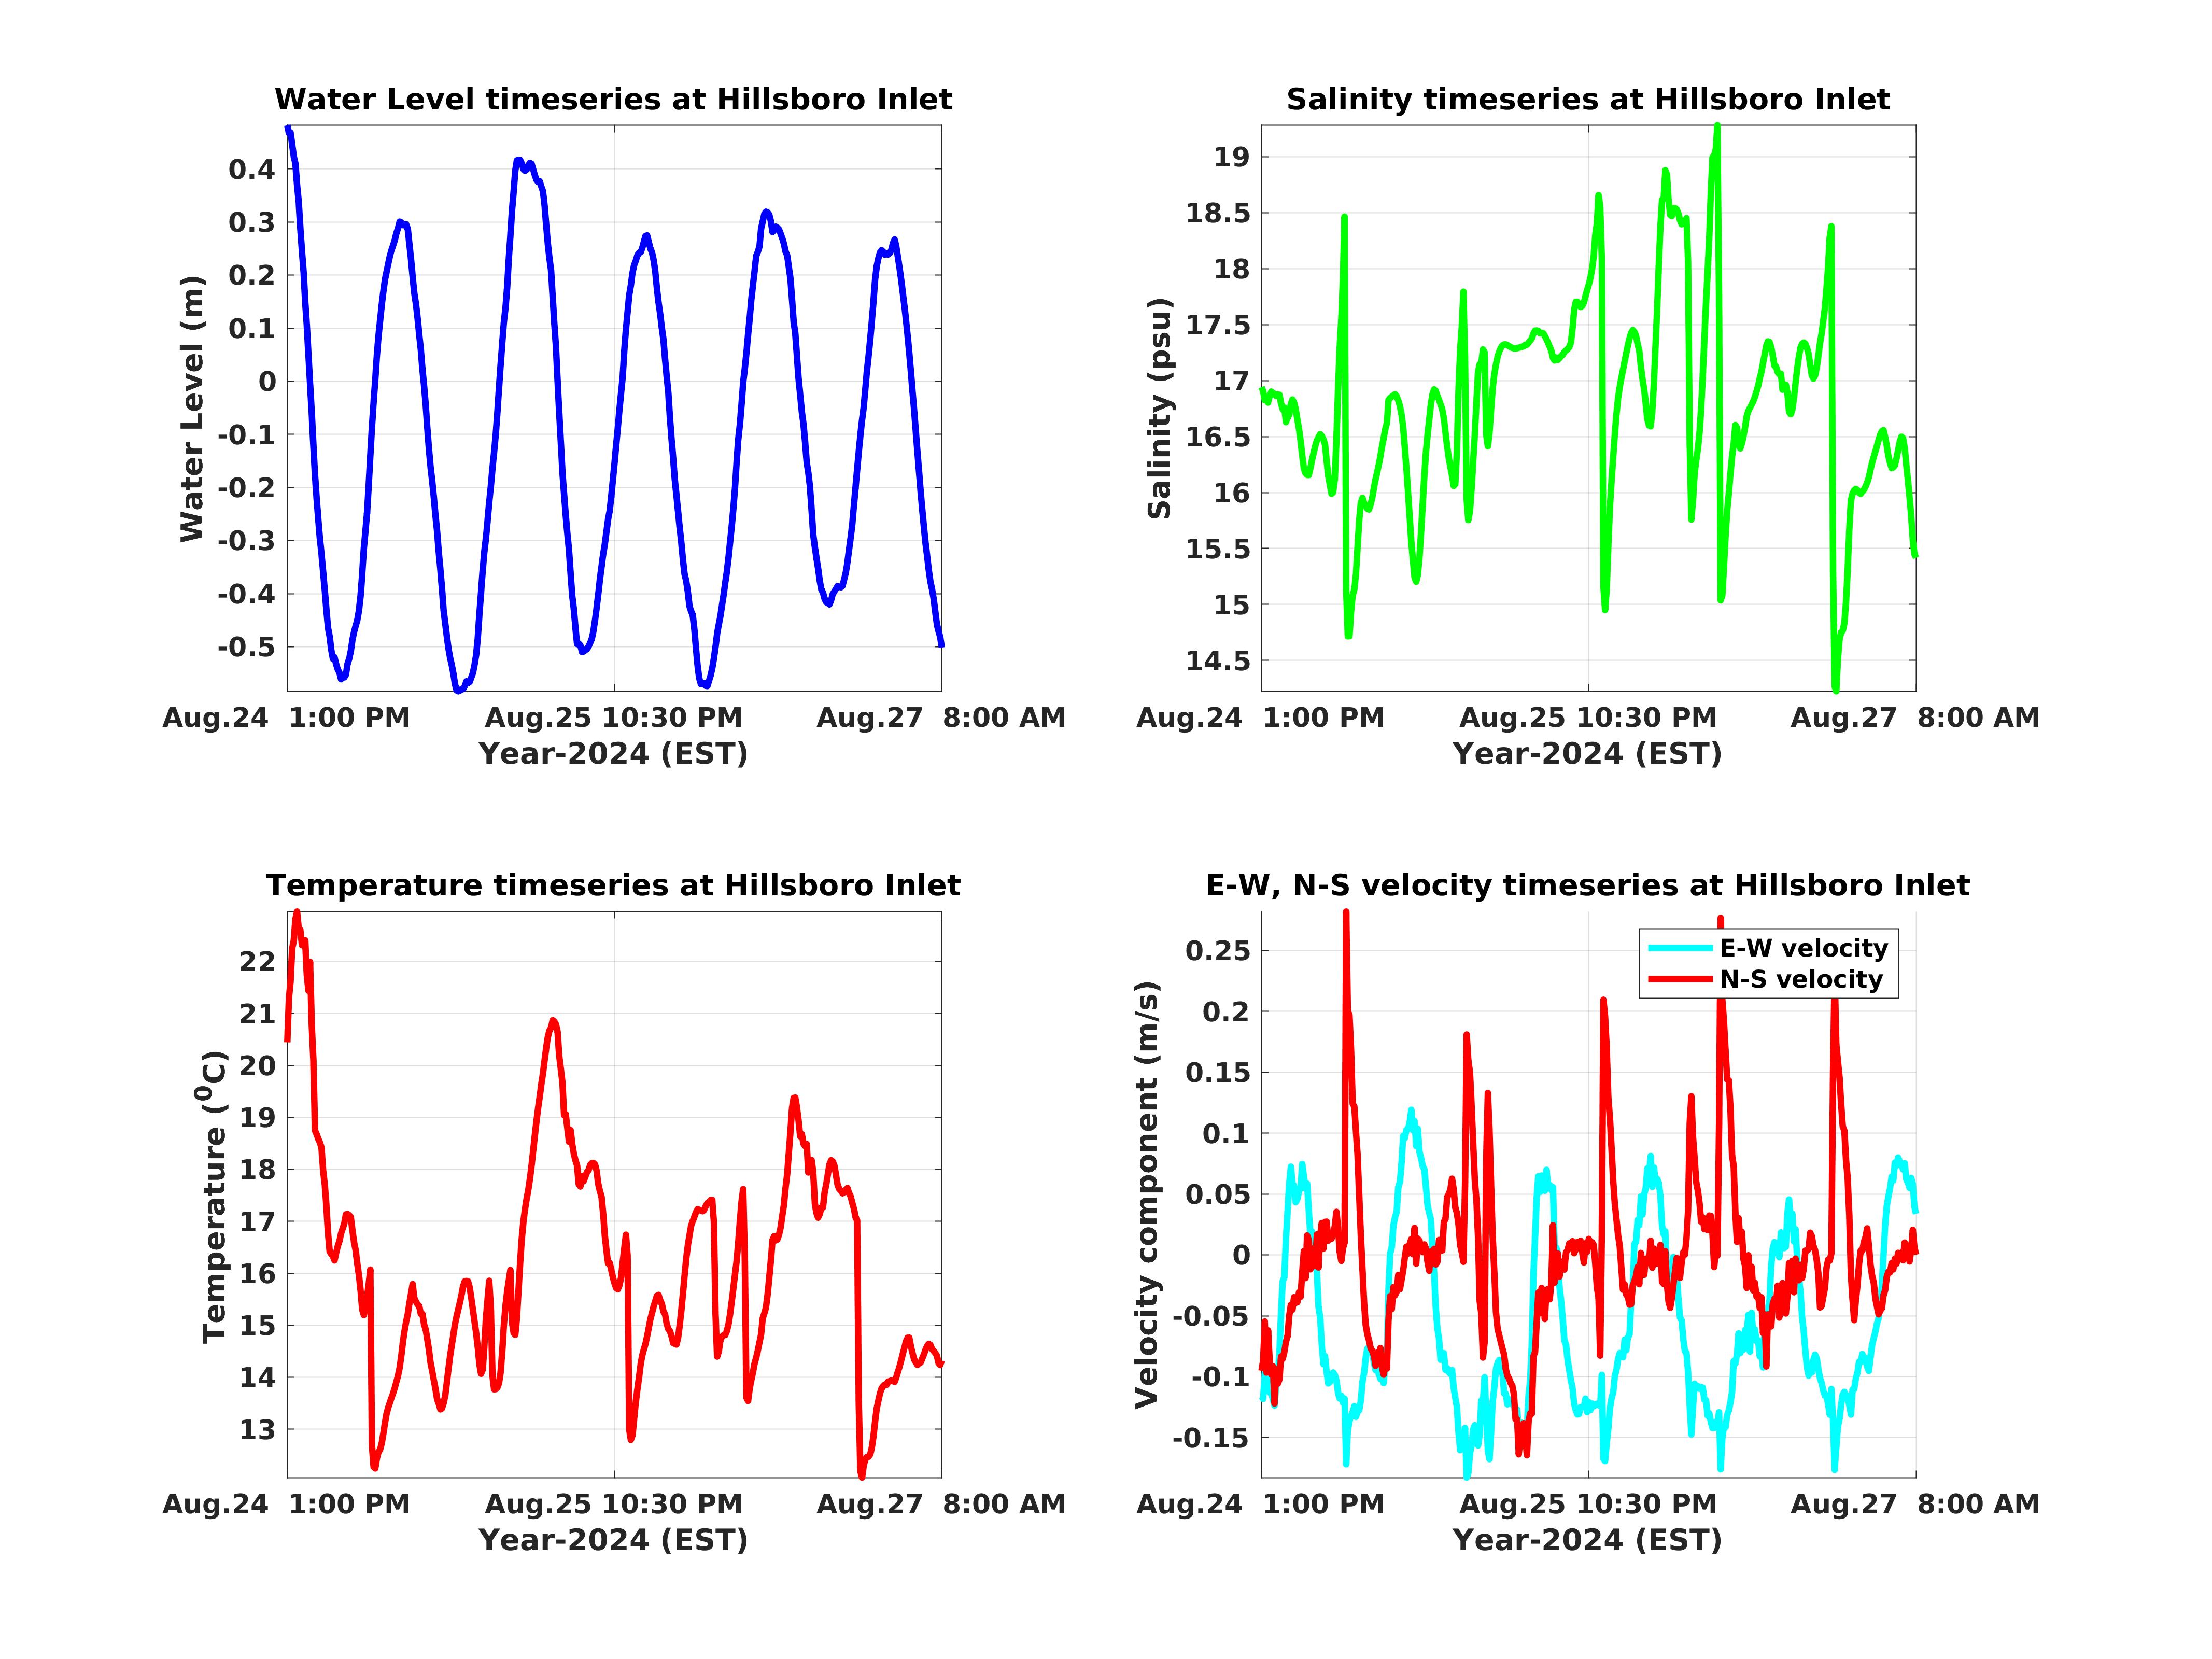 Water Level timeseries at Hillsboro Inlet
Water Level (m)
0.4
0.3
0.2
0.1
0
-0.1
-0.2
-0.3
-0.4
-0.5
Aug.24 1:00 PM
Aug.25 10:30 PM
Aug.27 8:00 AM
Year-2024 (EST)
Salinity timeseries at Hillsboro Inlet
Salinity (psu)
19
18.5
18
17.5
17
16.5
16
15.5
15
14.5
Aug.24 1:00 PM
Aug.25 10:30 PM
Aug.27 8:00 AM
Year-2024 (EST)
Temperature timeseries at Hillsboro Inlet
Temperature (⁰C)
22
21
20
19
18
17
16
15
14
13
Aug.24 1:00 PM
Aug.25 10:30 PM
Aug.27 8:00 AM
Year-2024 (EST)
E-W, N-S velocity timeseries at Hillsboro Inlet
Velocity component (m/s)
0.25
0.2
0.15
0.1
0.05
0
-0.05
-0.1
-0.15
E-W velocity
N-S velocity
Aug.24 1:00 PM
Aug.25 10:30 PM
Aug.27 8:00 AM
Year-2024 (EST)